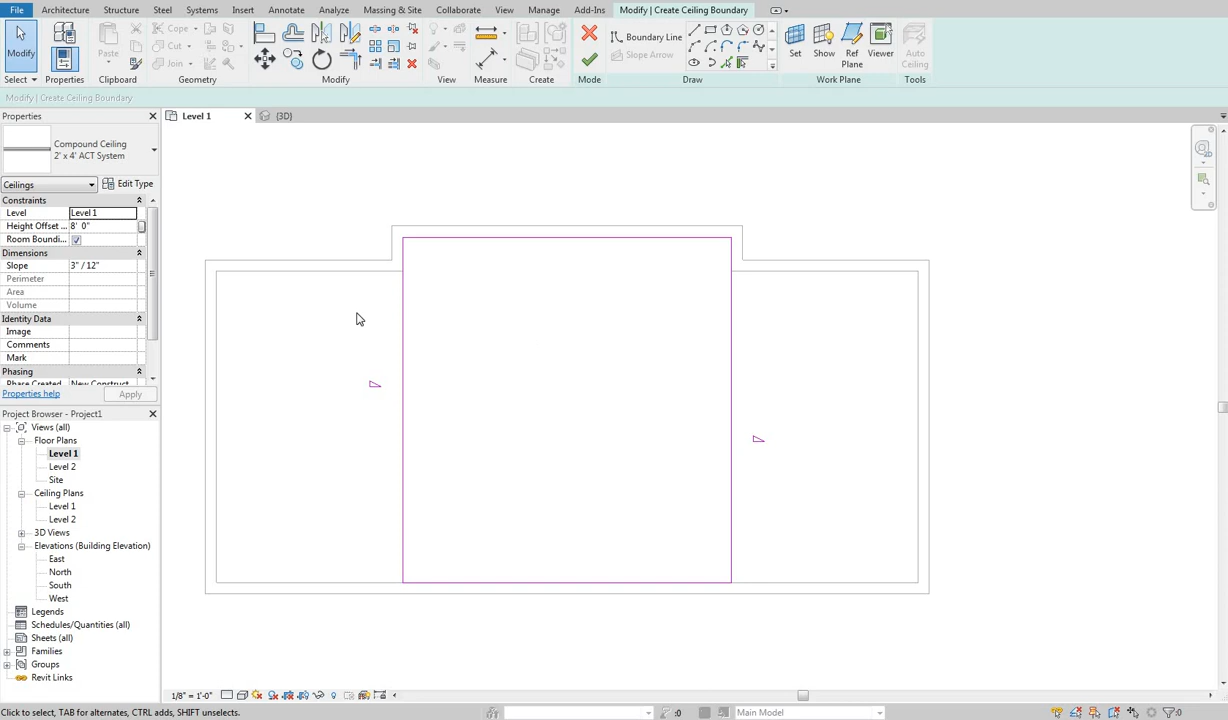 File Architecture Structure Steel Systems Insert Annotate Analyze Massing & Site Collaborate View Manage Add-Ins Modify | Create Ceiling Boundary
Modify
Select
Properties
Paste
Clipboard
Cope
Cut
Join
Geometry
Modify
View
Measure
Create
Mode
Boundary Line
Slope Arrow
Draw
Set
Show
Ref
Plane
Viewer
Work Plane
Auto
Ceiling
Tools
Modify | Create Ceiling Boundary
Properties
Level 1
{3D}
Compound Ceiling
2' x 4' ACT System
Ceilings
Edit Type
Constraints
Level Level 1
Height Offset ... 8' 0"
Room Boundi...
Dimensions
Slope 3" / 12"
Perimeter
Area
Volume
Identity Data
Image
Comments
Mark
Phasing
Phase Created New Construct
Properties help
Apply
Project Browser - Project1
Views (all)
Floor Plans
Level 1
Level 2
Site
Ceiling Plans
Level 1
Level 2
3D Views
Elevations (Building Elevation)
East
North
South
West
Legends
Schedules/Quantities (all)
Sheets (all)
Families
Groups
Revit Links
1/8" = 1'-0"
Click to select, TAB for alternates, CTRL adds, SHIFT unselects.
:0
Main Model
:0
2D